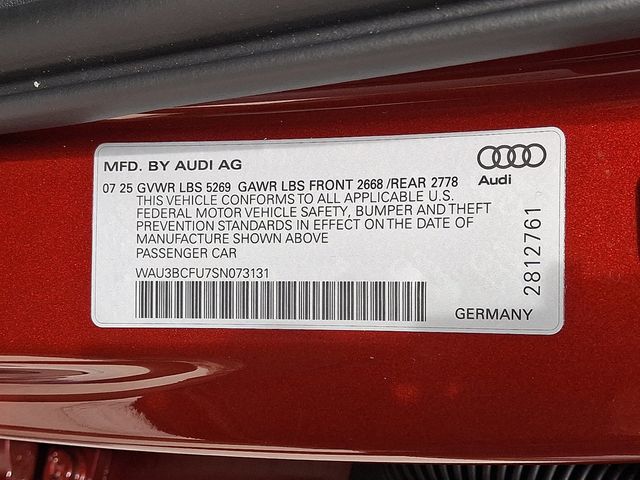 MFD. BY AUDI AG
Audi
07 25 GVWR LBS 5269 GAWR LBS FRONT 2668 /REAR 2778
THIS VEHICLE CONFORMS TO ALL APPLICABLE U.S.
FEDERAL MOTOR VEHICLE SAFETY, BUMPER AND THEFT
PREVENTION STANDARDS IN EFFECT ON THE DATE OF
MANUFACTURE SHOWN ABOVE
PASSENGER CAR
WAU3BCFU7SN073131
2812761
GERMANY